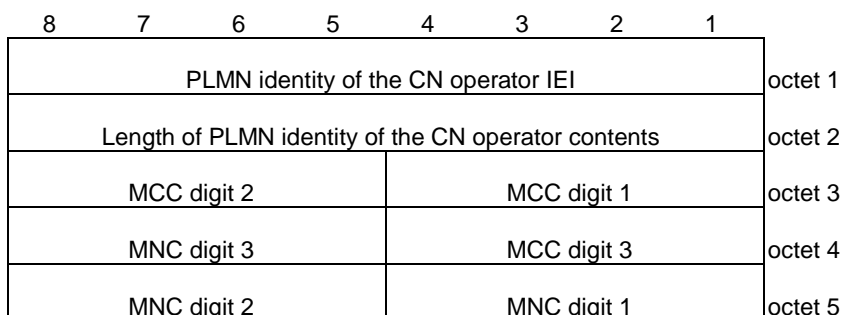 8 7 6 5 4 3 2 1
PLMN identity of the CN operator IEI octet 1
Length of PLMN identity of the CN operator contents octet 2
MCC digit 2 MCC digit 1 octet 3
MNC digit 3 MCC digit 3 octet 4
MNC digit 2 MNC digit 1 octet 5